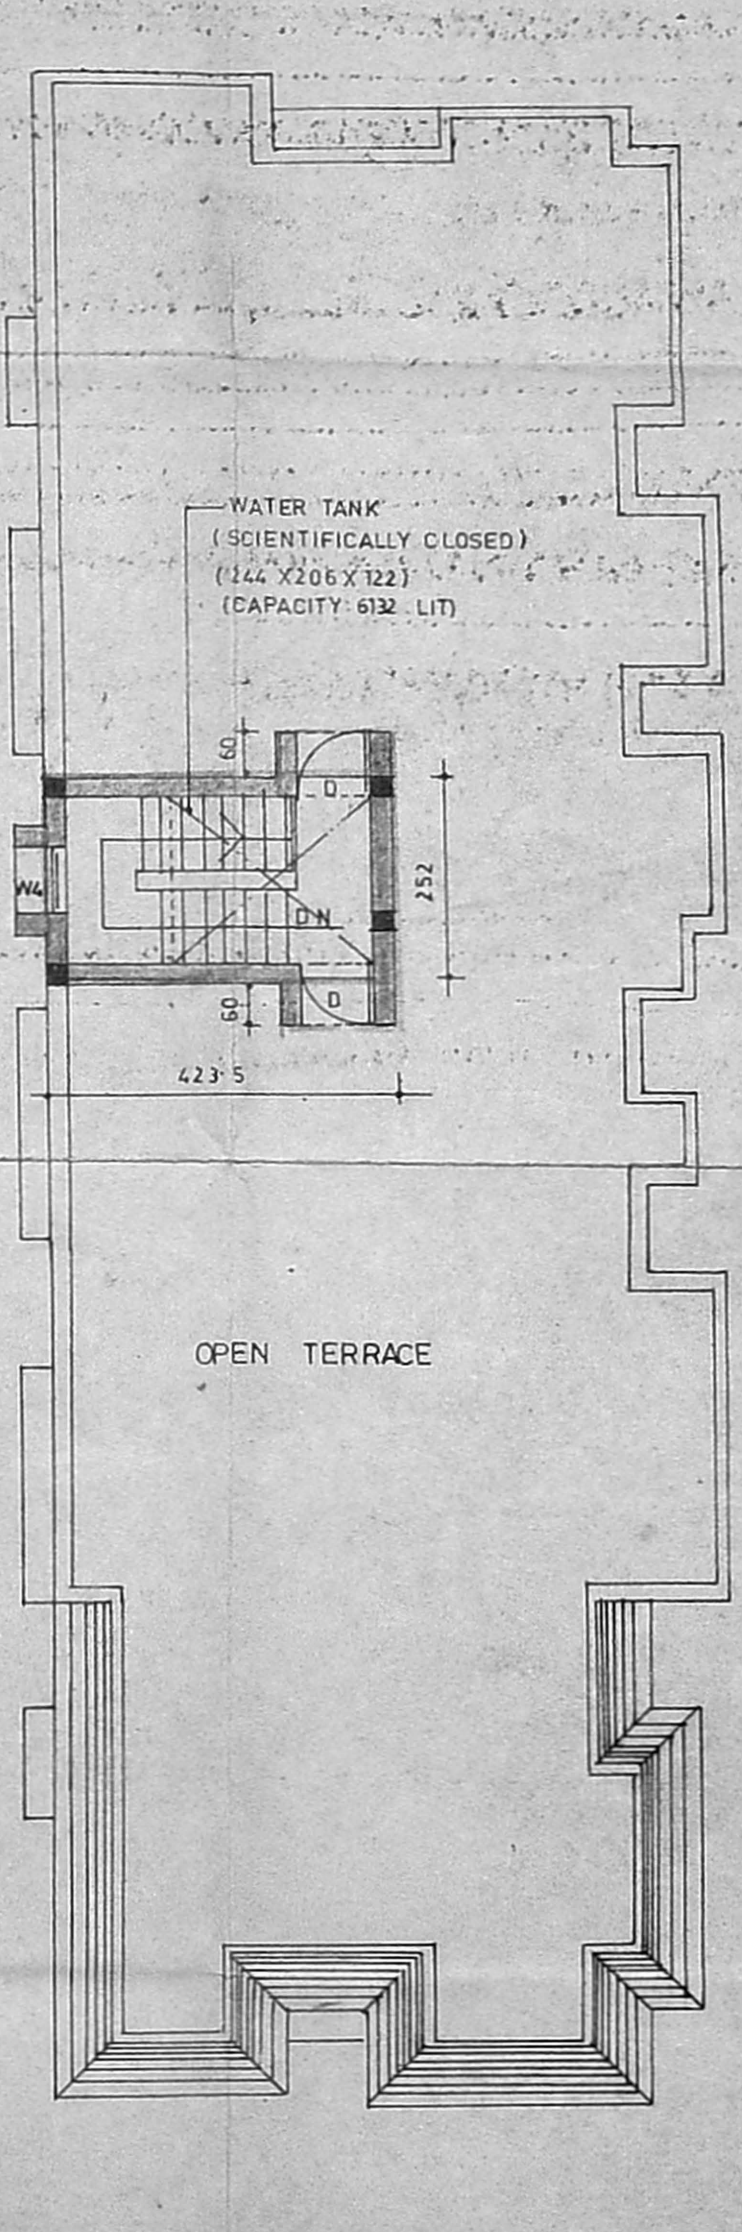 WATER TANK
(SCIENTIFICALLY CLOSED)
(244 X 206 X 122)
(CAPACITY: 6132 LIT)
60
D
252
W4
DN
D
60
423.5
OPEN TERRACE